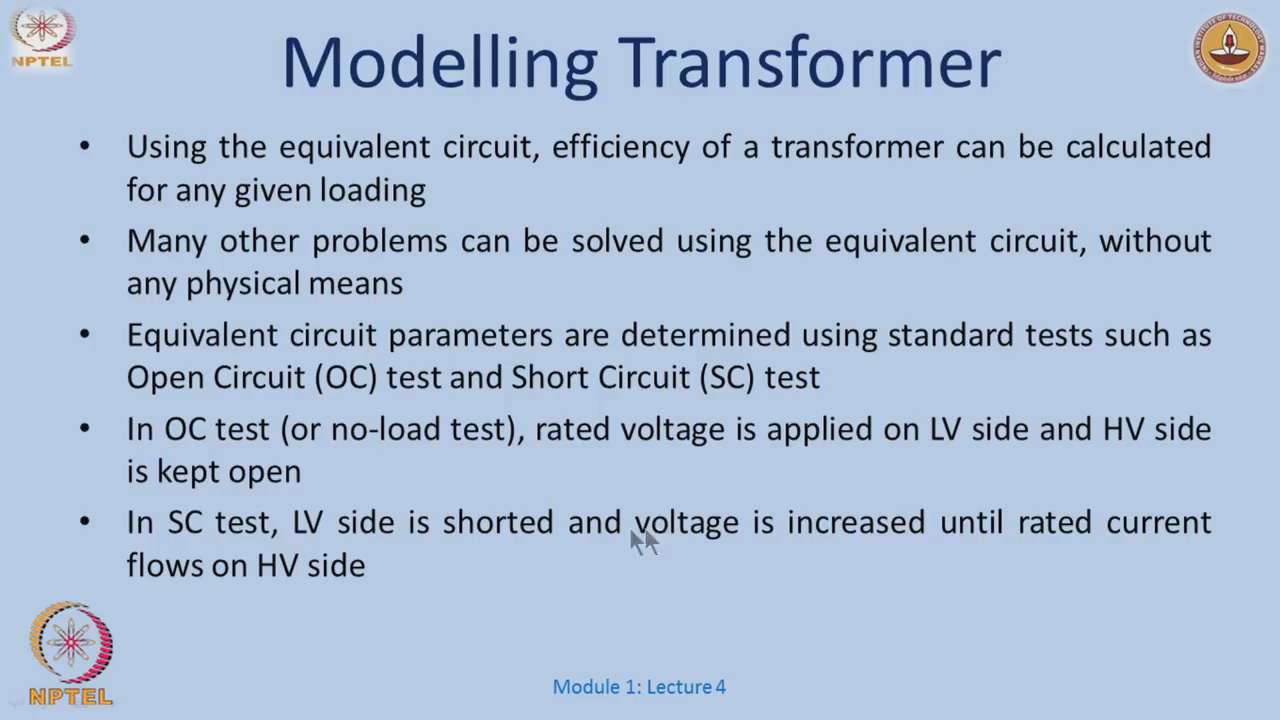 NPTEL
Modelling Transformer
• Using the equivalent circuit, efficiency of a transformer can be calculated
for any given loading
• Many other problems can be solved using the equivalent circuit, without
any physical means
• Equivalent circuit parameters are determined using standard tests such as
Open Circuit (OC) test and Short Circuit (SC) test
• In OC test (or no-load test), rated voltage is applied on LV side and HV side
is kept open
• In SC test, LV side is shorted and voltage is increased until rated current
flows on HV side
NPTEL
Module 1: Lecture 4